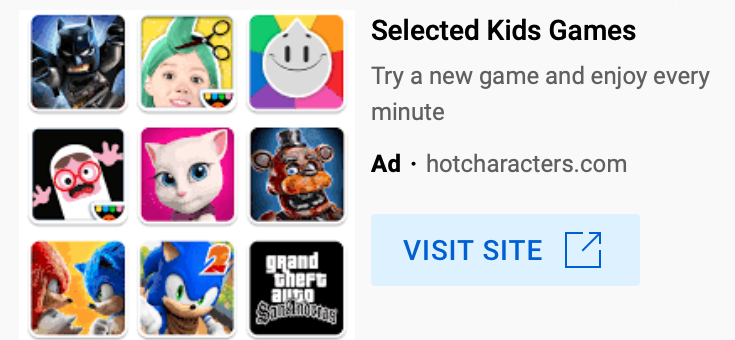 Selected Kids Games
Try a new game and enjoy every
minute
Ad · hotcharacters.com
VISIT SITE
2
grand
theft
auto
San Andreas